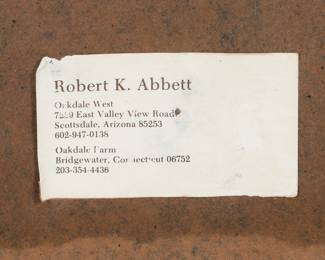 Robert K. Abbett
Oakdale West
East Valley View Road
Scottsdale, Arizona 85253
602-947-0138
Oakdale Farm
Bridgewater, Connecticut 06752
203-354-4436